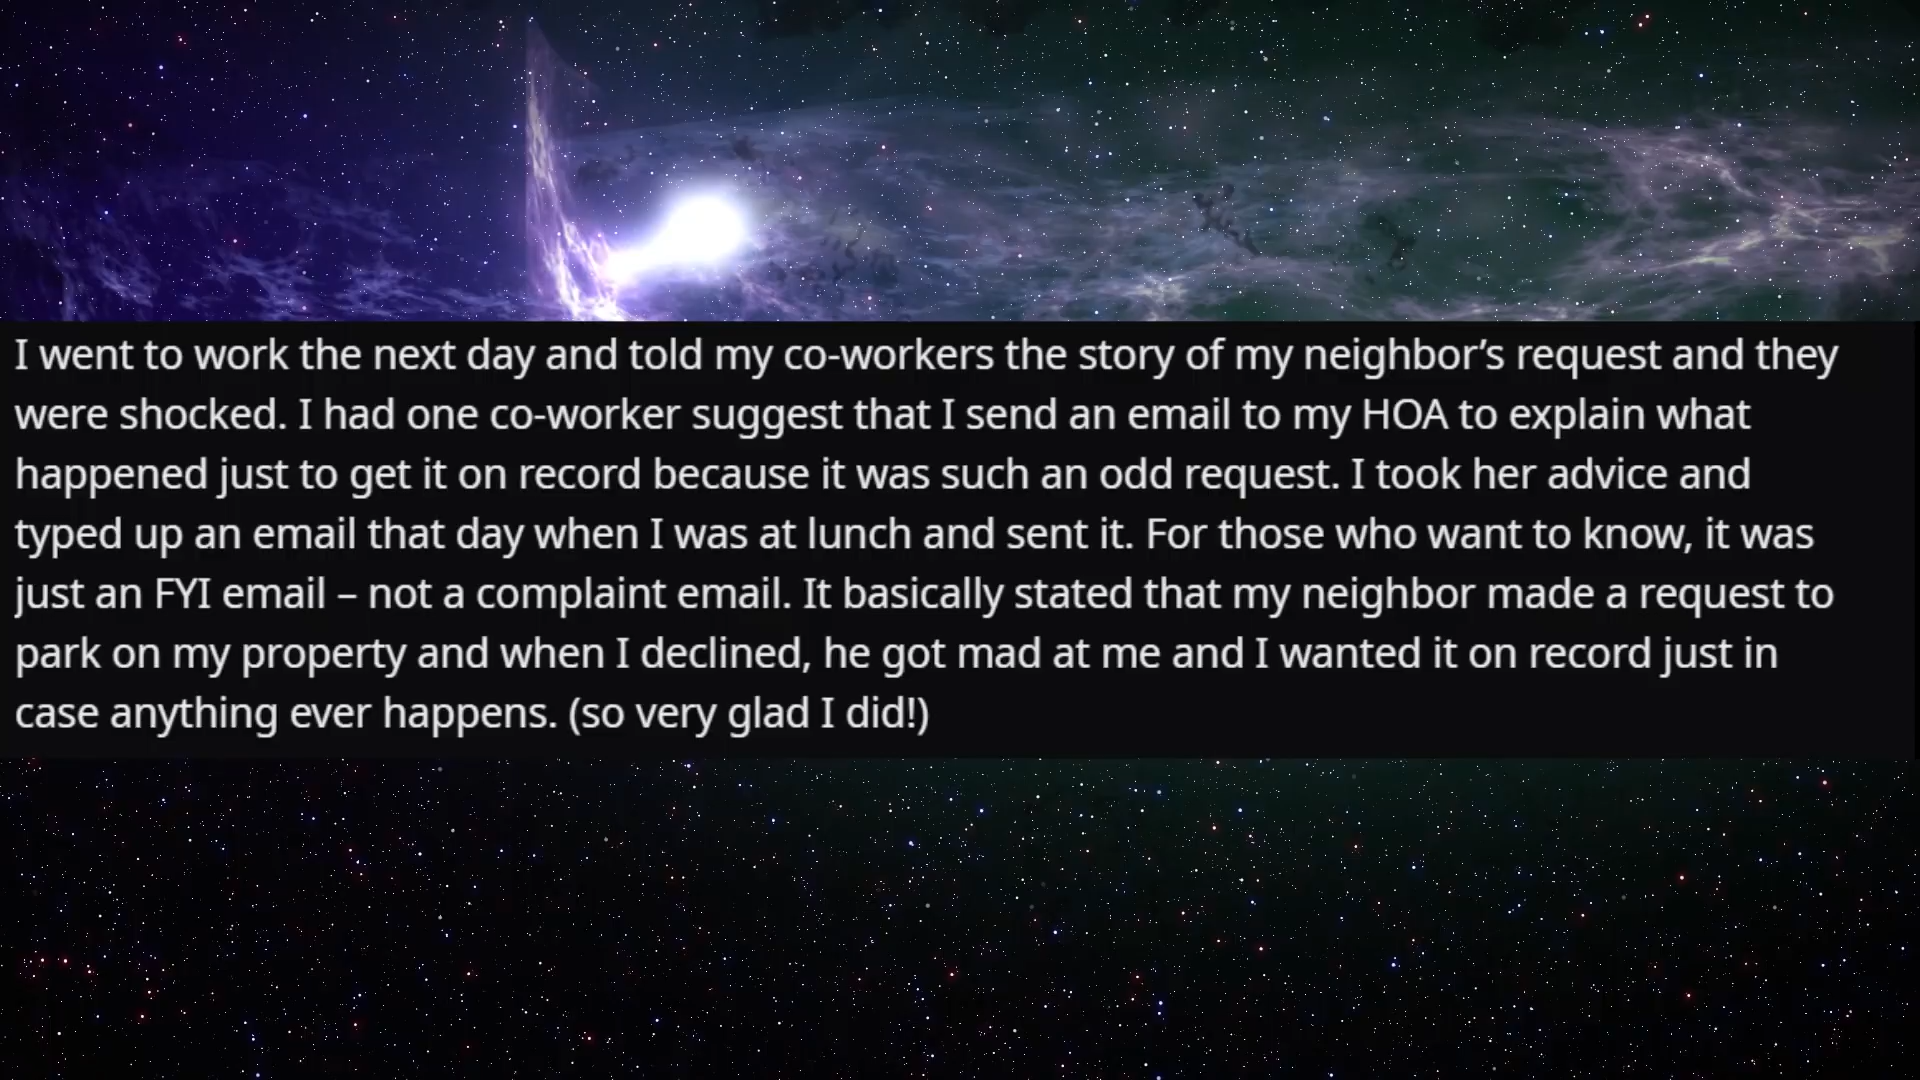 I went to work the next day and told my co-workers the story of my neighbor’s request and they
were shocked. I had one co-worker suggest that I send an email to my HOA to explain what
happened just to get it on record because it was such an odd request. I took her advice and
typed up an email that day when I was at lunch and sent it. For those who want to know, it was
just an FYI email – not a complaint email. It basically stated that my neighbor made a request to
park on my property and when I declined, he got mad at me and I wanted it on record just in
case anything ever happens. (so very glad I did!)